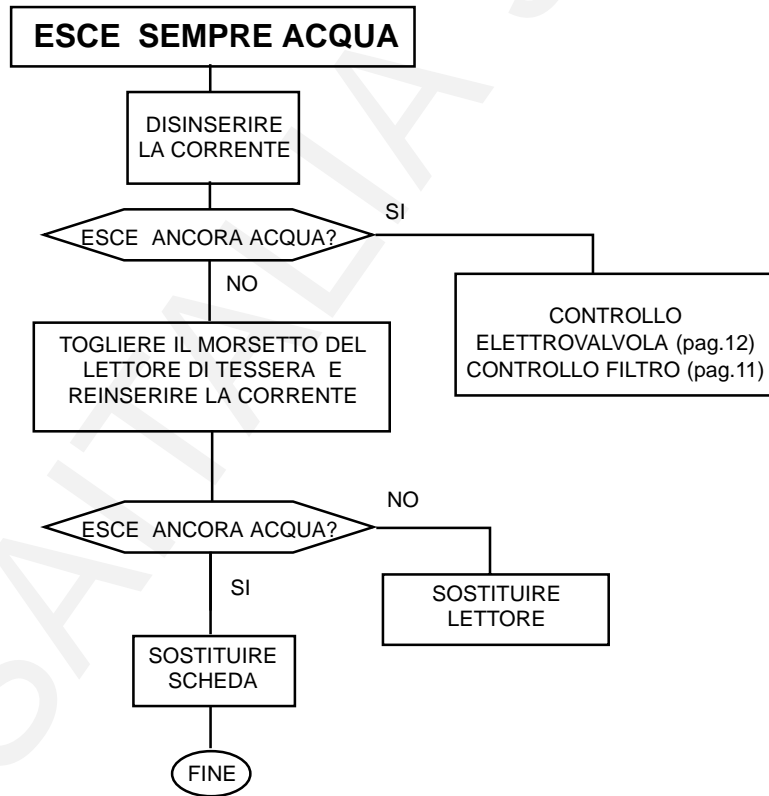 ESCE SEMPRE ACQUA
DISINSERIRE
LA CORRENTE
ESCE ANCORA ACQUA?
SI
NO
CONTROLLO
ELETTROVALVOLA (pag.12)
CONTROLLO FILTRO (pag.11)
TOGLIERE IL MORSETTO DEL
LETTORE DI TESSERA E
REINSERIRE LA CORRENTE
ESCE ANCORA ACQUA?
NO
SI
SOSTITUIRE
LETTORE
SOSTITUIRE
SCHEDA
FINE
SAITALIA